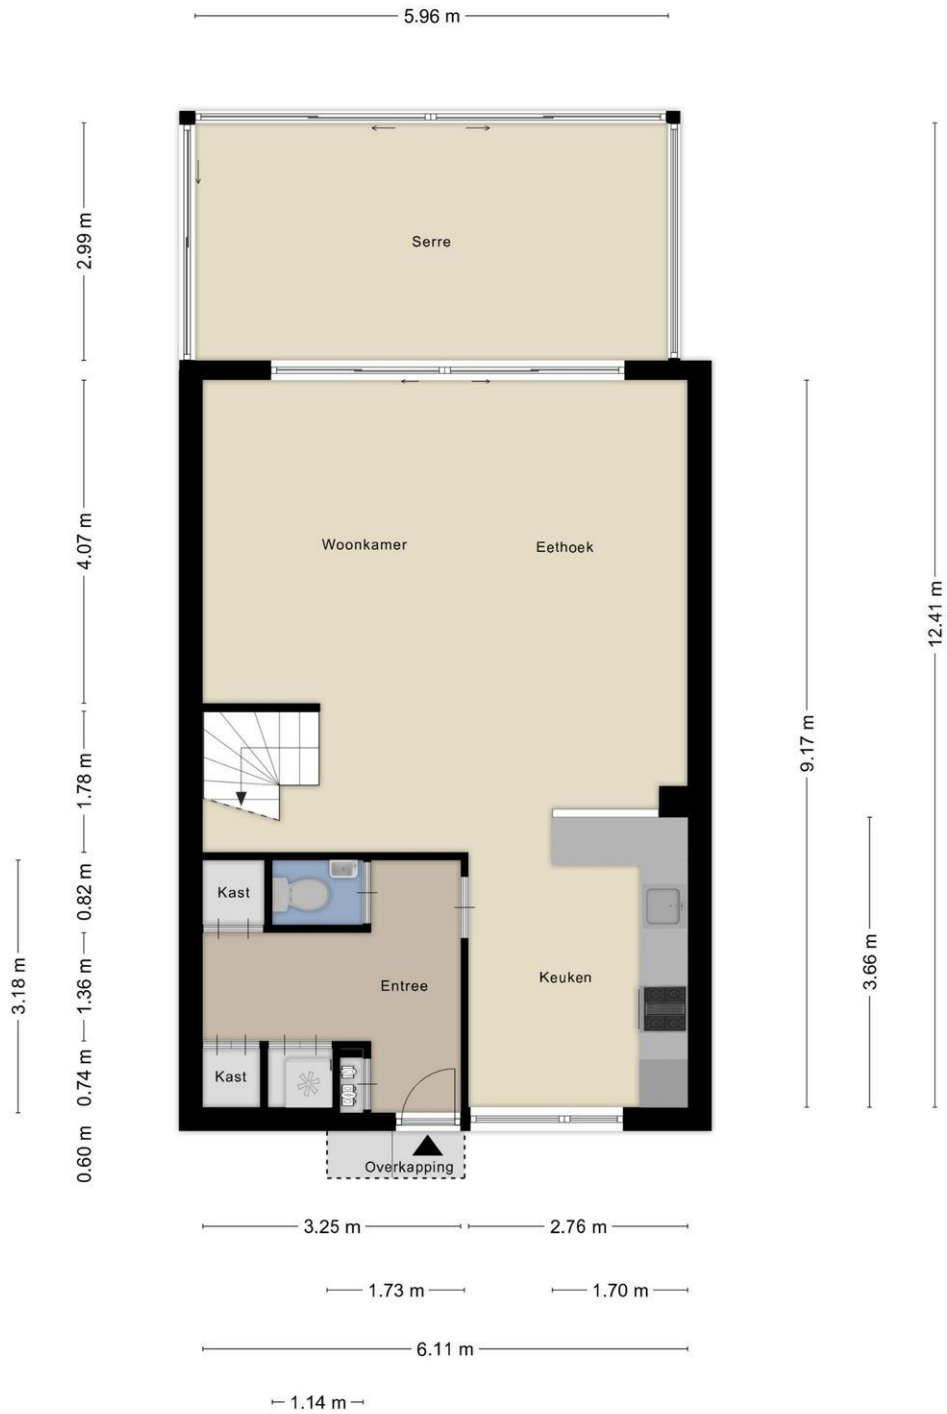 5.96 m
Serre
2.99 m
Woonkamer
Eethoek
4.07 m
12.41 m
9.17 m
1.78 m
Kast
0.82 m
Keuken
Entree
3.66 m
1.36 m
3.18 m
Kast
0.74 m
0.60 m
Overkapping
3.25 m
2.76 m
1.73 m
1.70 m
6.11 m
1.14 m